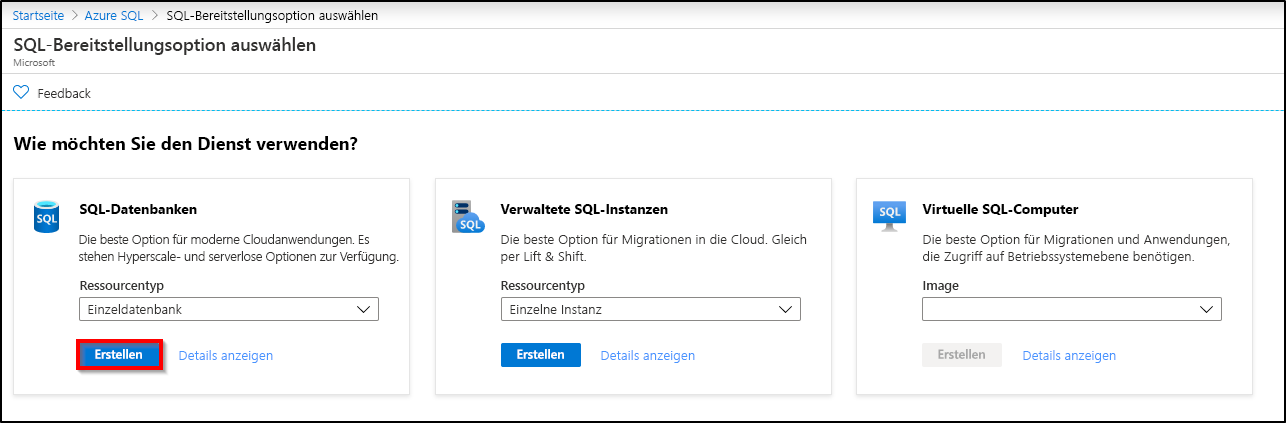 Startseite > Azure SQL > SQL-Bereitstellungsoption auswählen
SQL-Bereitstellungsoption auswählen
Microsoft
Feedback
Wie möchten Sie den Dienst verwenden?
SQL
SQL-Datenbanken
Die beste Option für moderne Cloudanwendungen. Es
stehen Hyperscale- und serverlose Optionen zur Verfügung.
Ressourcentyp
Einzeldatenbank
Erstellen
Details anzeigen
SQL
Verwaltete SQL-Instanzen
Die beste Option für Migrationen in die Cloud. Gleich
per Lift & Shift.
Ressourcentyp
Einzelne Instanz
Erstellen
Details anzeigen
SQL
Virtuelle SQL-Computer
Die beste Option für Migrationen und Anwendungen,
die Zugriff auf Betriebssystemebene benötigen.
Image
Erstellen
Details anzeigen